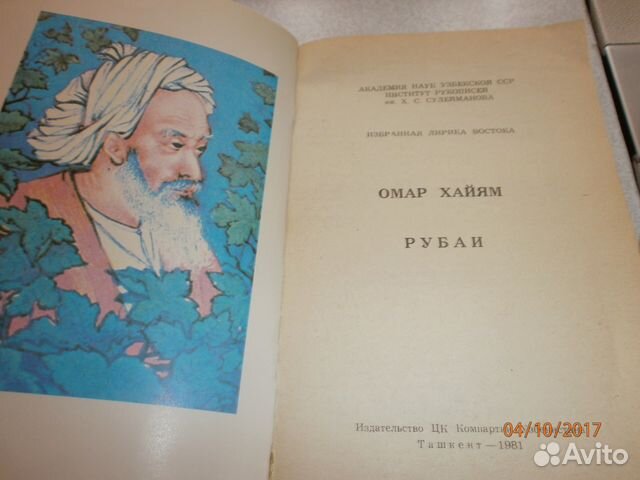 АКАДЕМИЯ НАУК УЗБЕКСКОЙ ССР
ИНСТИТУТ РУКОПИСЕЙ
им. Х. С. СУЛЕЙМАНОВА
ИЗБРАННАЯ ЛИРИКА ВОСТОКА
ОМАР ХАЙЯМ
РУБАИ
Издательство ЦК
Ташкент—1981
04/10/2017
Avito